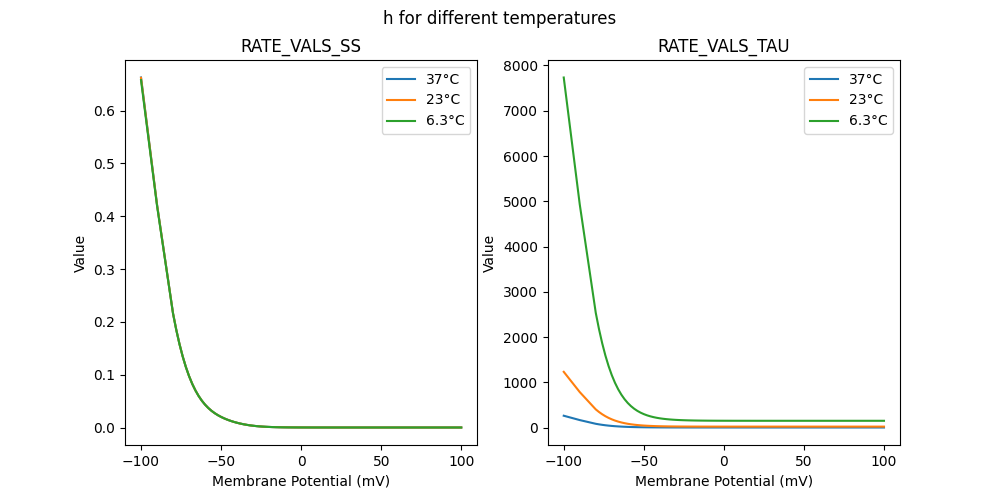 h for different temperatures
RATE_VALS_SS
RATE_VALS_TAU
37°C
23°C
6.3°C
37°C
23°C
6.3°C
Value
0.6
0.5
0.4
0.3
0.2
0.1
0.0
−100
−50
0
50
100
Membrane Potential (mV)
Value
8000
7000
6000
5000
4000
3000
2000
1000
0
−100
−50
0
50
100
Membrane Potential (mV)